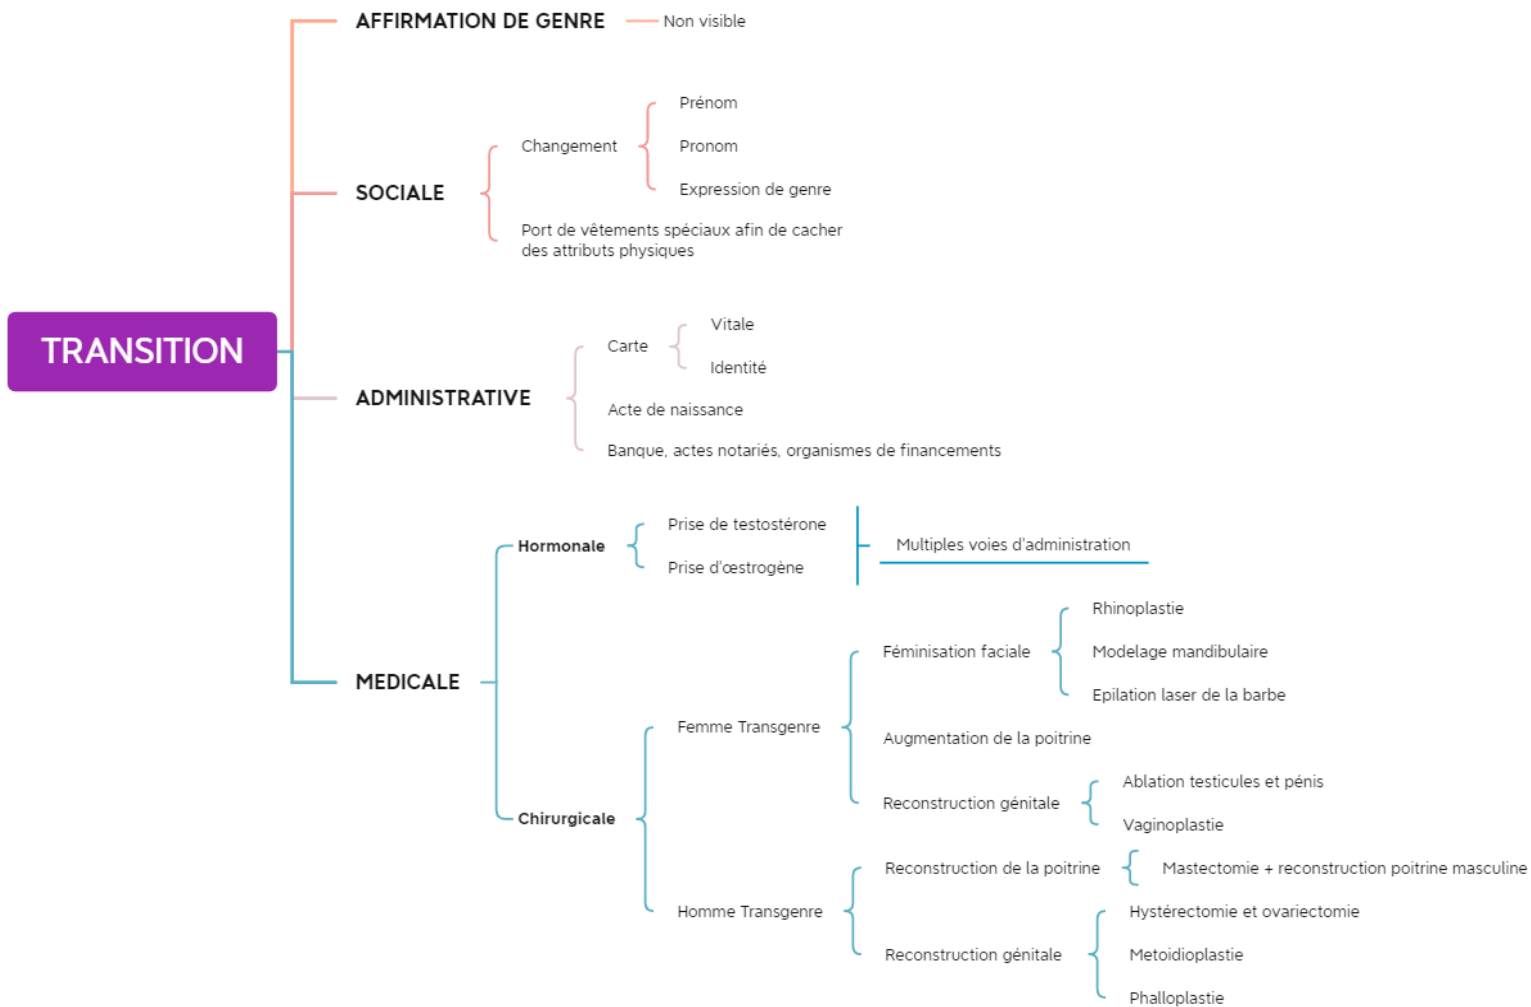 AFFIRMATION DE GENRE
Non visible
Prénom
Changement
Pronom
Expression de genre
SOCIALE
Port de vêtements spéciaux afin de cacher
des attributs physiques
TRANSITION
Vitale
Carte
Identité
ADMINISTRATIVE
Acte de naissance
Banque, actes notariés, organismes de financements
Prise de testostérone
Hormonale
Multiples voies d'administration
Prise d'œstrogène
Rhinoplastie
Féminisation faciale
Modelage mandibulaire
MEDICALE
Epilation laser de la barbe
Femme Transgenre
Augmentation de la poitrine
Ablation testicules et pénis
Reconstruction génitale
Chirurgicale
Vaginoplastie
Reconstruction de la poitrine
Mastectomie + reconstruction poitrine masculine
Homme Transgenre
Hystérectomie et ovariectomie
Reconstruction génitale
Metoidioplastie
Phalloplastie